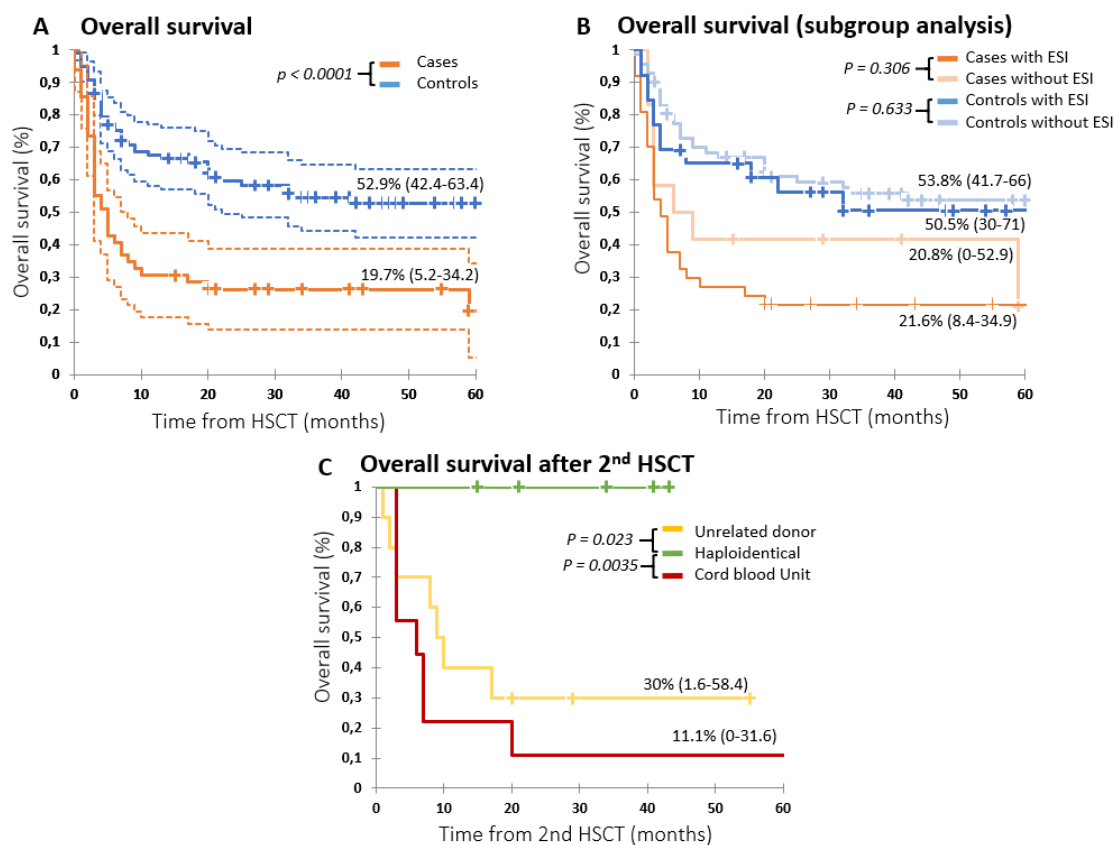 A Overall survival
p < 0.0001
Cases
Controls
1
0,9
0,8
0,7
0,6
0,5
0,4
0,3
0,2
0,1
0
Overall survival (%)
52.9% (42.4-63.4)
19.7% (5.2-34.2)
0 10 20 30 40 50 60
Time from HSCT (months)
B Overall survival (subgroup analysis)
P = 0.306
P = 0.633
Cases with ESI
Cases without ESI
Controls with ESI
Controls without ESI
1
0,9
0,8
0,7
0,6
0,5
0,4
0,3
0,2
0,1
0
Overall survival (%)
53.8% (41.7-66)
50.5% (30-71)
20.8% (0-52.9)
21.6% (8.4-34.9)
0 20 40 60
Time from HSCT (months)
C Overall survival after 2nd HSCT
P = 0.023
P = 0.0035
Unrelated donor
Haploidentical
Cord blood Unit
1
0,9
0,8
0,7
0,6
0,5
0,4
0,3
0,2
0,1
0
Overall survival (%)
30% (1.6-58.4)
11.1% (0-31.6)
0 20 40 60
Time from 2nd HSCT (months)